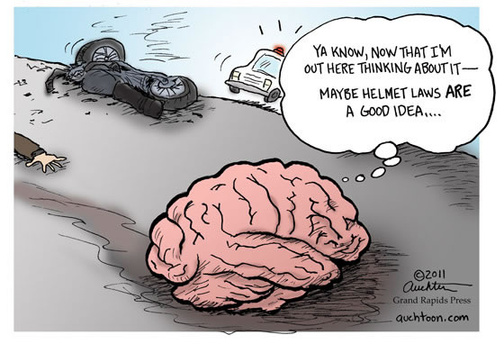 YA KNOW, NOW THAT I'M
OUT HERE THINKING ABOUT IT—
MAYBE HELMET LAWS ARE
A GOOD IDEA....
©2011
Auchter
Grand Rapids Press
auchtoon.com